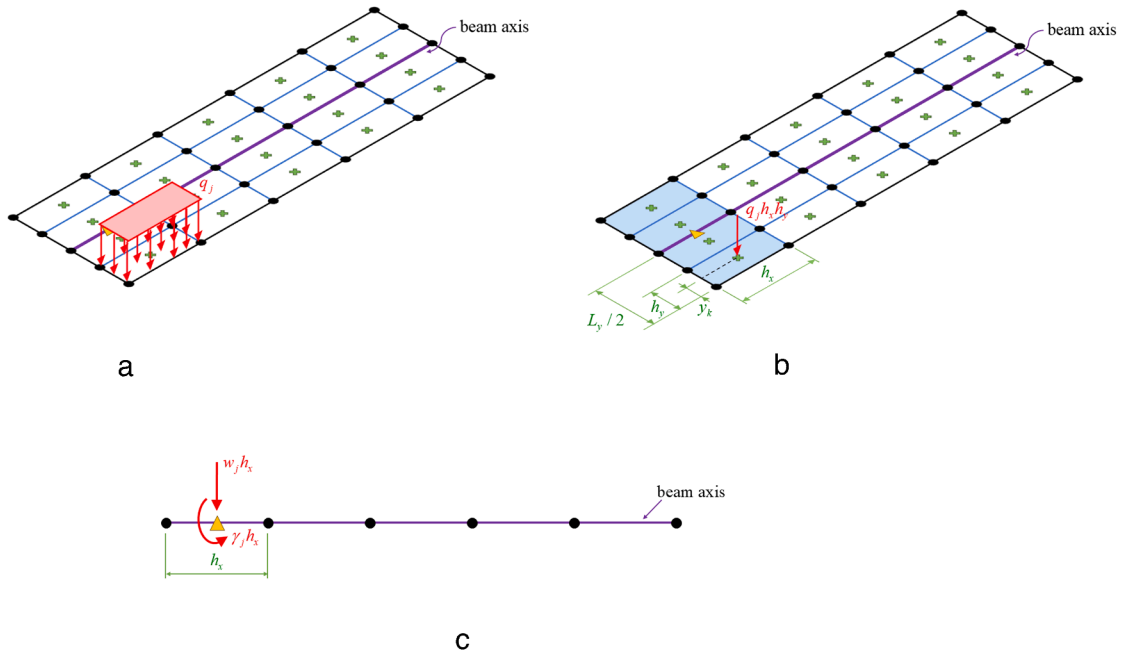 beam axis
q_j
a
beam axis
q_j h_x h_y
h_x
h_y
y_k
L_y / 2
b
w_j h_x
beam axis
γ_j h_x
h_x
c